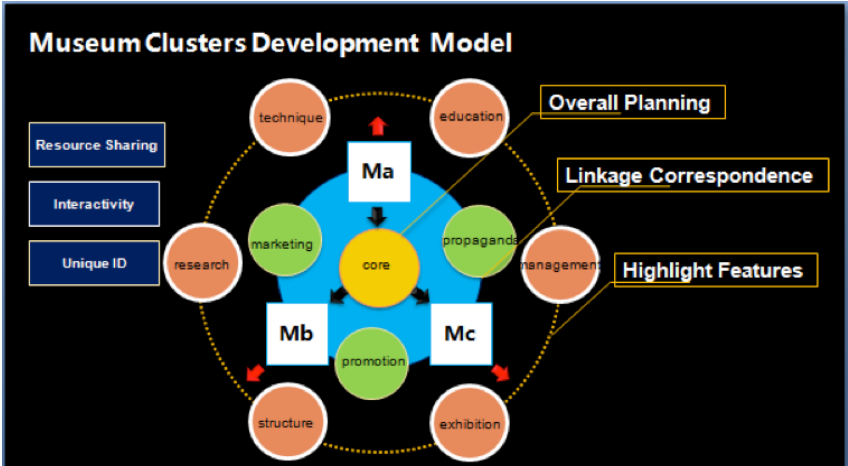 Museum Clusters Development Model
technique
education
Overall Planning
Resource Sharing
Ma
Linkage Correspondence
Interactivity
marketing
propaganda
Unique ID
research
core
management
Highlight Features
Mb
Mc
promotion
structure
exhibition